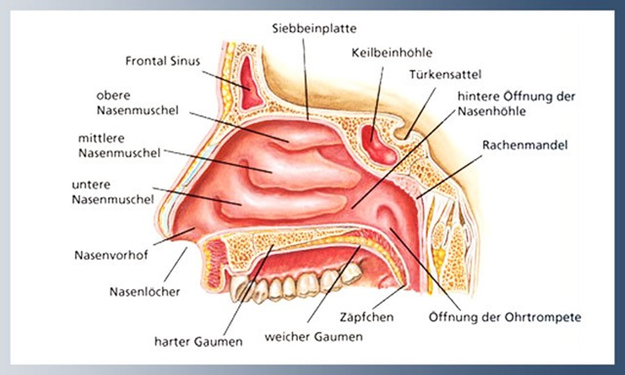 Siebbeinplatte
Keilbeinhöhle
Frontal Sinus
Türkensattel
obere
Nasenmuschel
hintere Öffnung der
Nasenhöhle
mittlere
Nasenmuschel
Rachenmandel
untere
Nasenmuschel
Nasenvorhof
Nasenlöcher
Zäpfchen
Öffnung der Ohrtrompete
harter Gaumen
weicher Gaumen